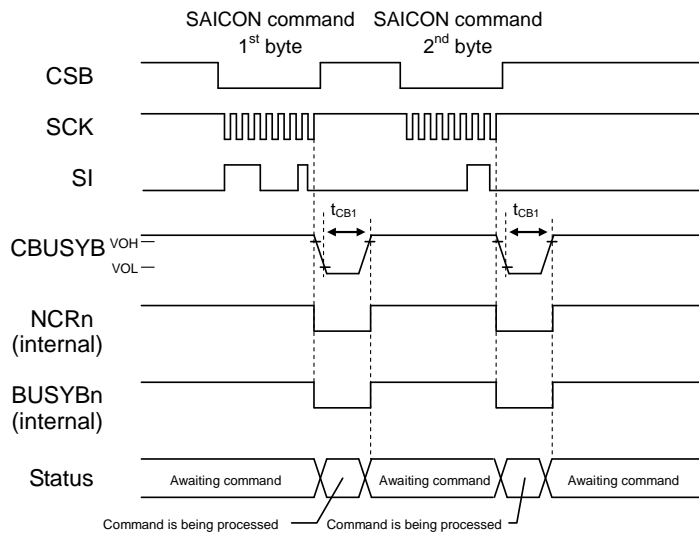 SAICON command
1st byte
SAICON command
2nd byte
CSB
SCK
SI
tCB1
tCB1
CBUSYB
VOH
VOL
NCRn
(internal)
BUSYBn
(internal)
Status
Awaiting command
Awaiting command
Awaiting command
Command is being processed
Command is being processed